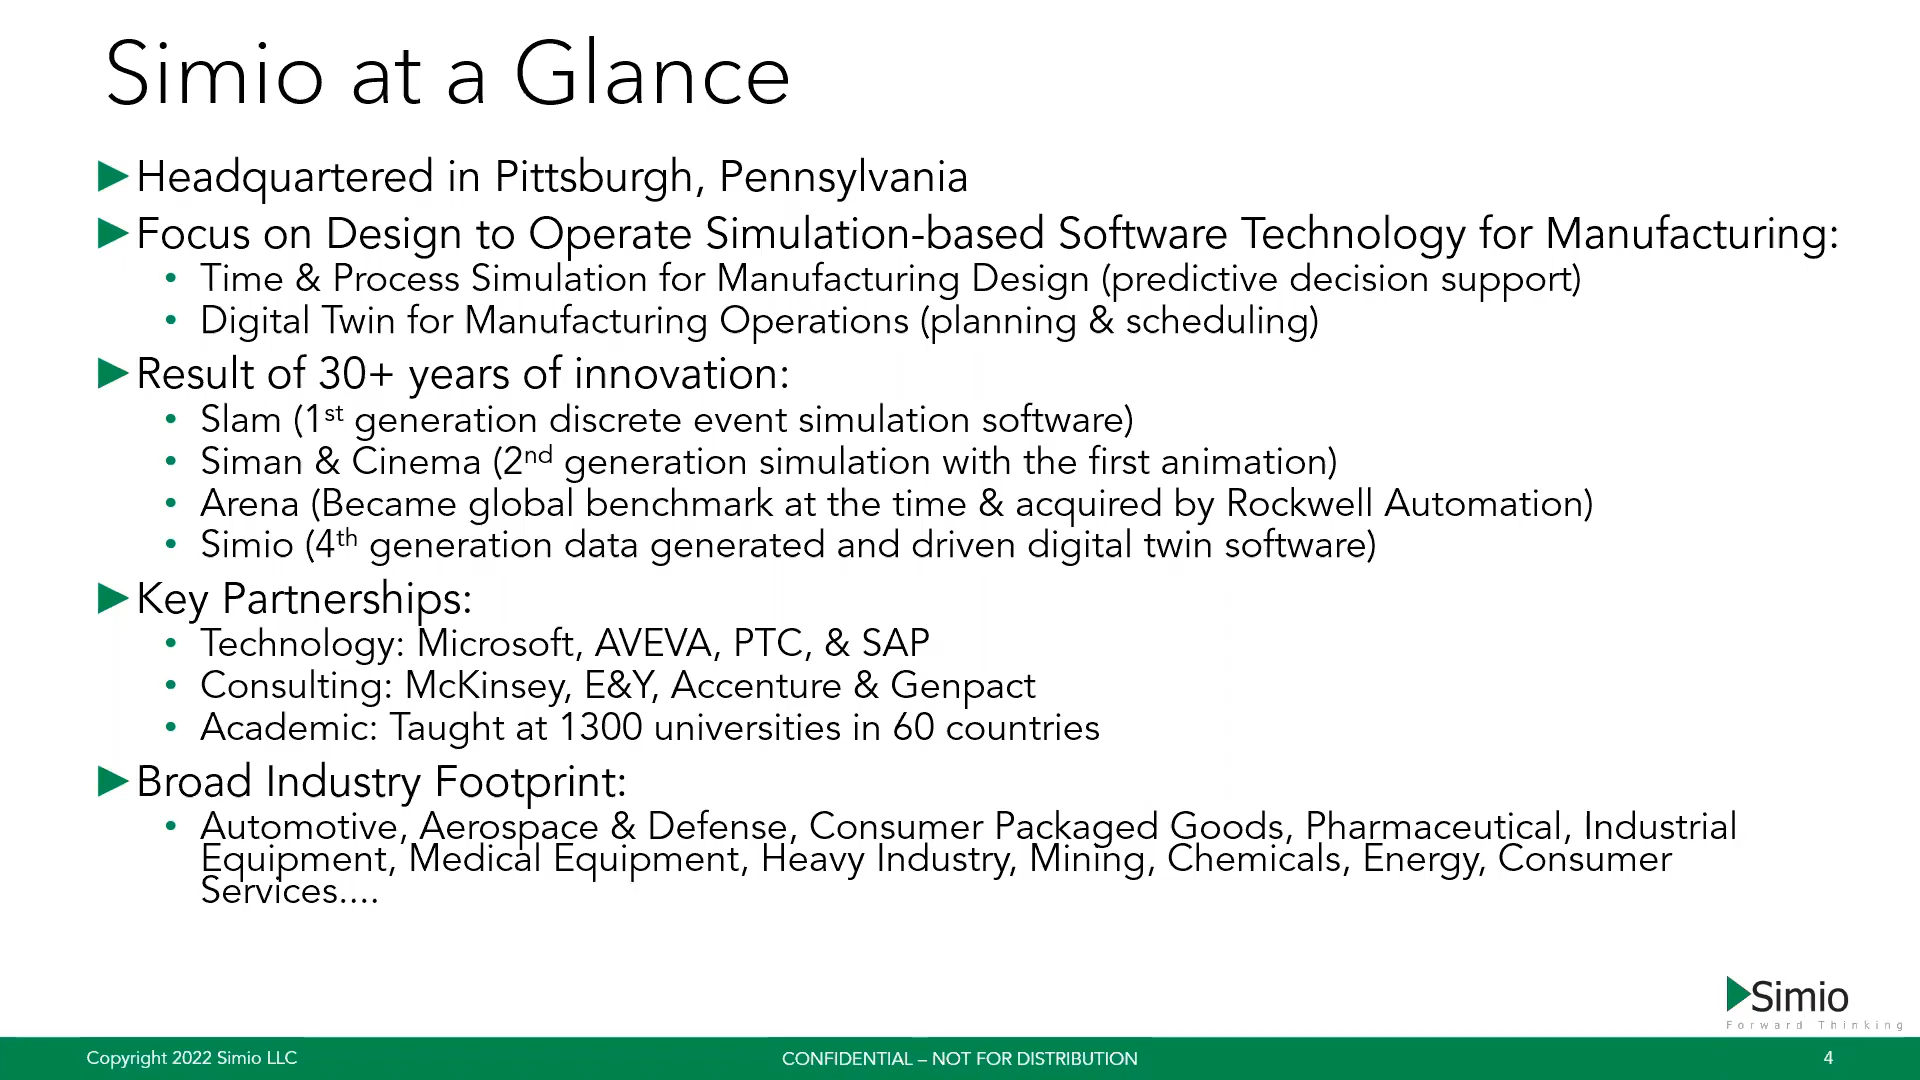 Simio at a Glance
Headquartered in Pittsburgh, Pennsylvania
Focus on Design to Operate Simulation-based Software Technology for Manufacturing:
• Time & Process Simulation for Manufacturing Design (predictive decision support)
• Digital Twin for Manufacturing Operations (planning & scheduling)
Result of 30+ years of innovation:
• Slam (1st generation discrete event simulation software)
• Siman & Cinema (2nd generation simulation with the first animation)
• Arena (Became global benchmark at the time & acquired by Rockwell Automation)
• Simio (4th generation data generated and driven digital twin software)
Key Partnerships:
• Technology: Microsoft, AVEVA, PTC, & SAP
• Consulting: McKinsey, E&Y, Accenture & Genpact
• Academic: Taught at 1300 universities in 60 countries
Broad Industry Footprint:
• Automotive, Aerospace & Defense, Consumer Packaged Goods, Pharmaceutical, Industrial
Equipment, Medical Equipment, Heavy Industry, Mining, Chemicals, Energy, Consumer
Services....
Simio
Forward Thinking
Copyright 2022 Simio LLC
CONFIDENTIAL – NOT FOR DISTRIBUTION
4